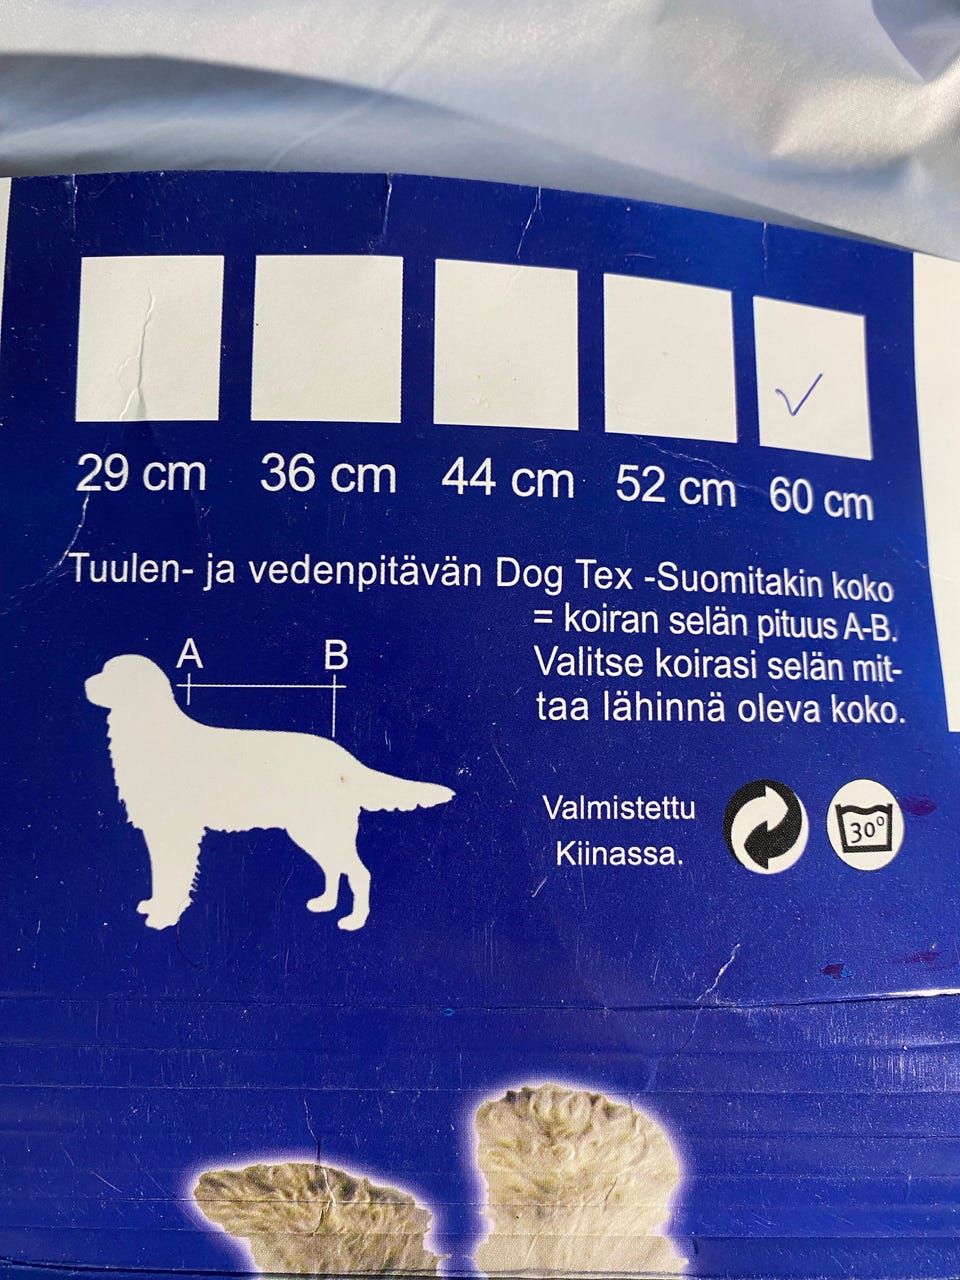 29 cm 36 cm 44 cm 52 cm 60 cm
Tuulen- ja vedenpitävän Dog Tex -Suomitakin koko
= koiran selän pituus A-B.
Valitse koirasi selän mit-
taa lähinnä oleva koko.
A B
Valmistettu
Kiinassa.
30°